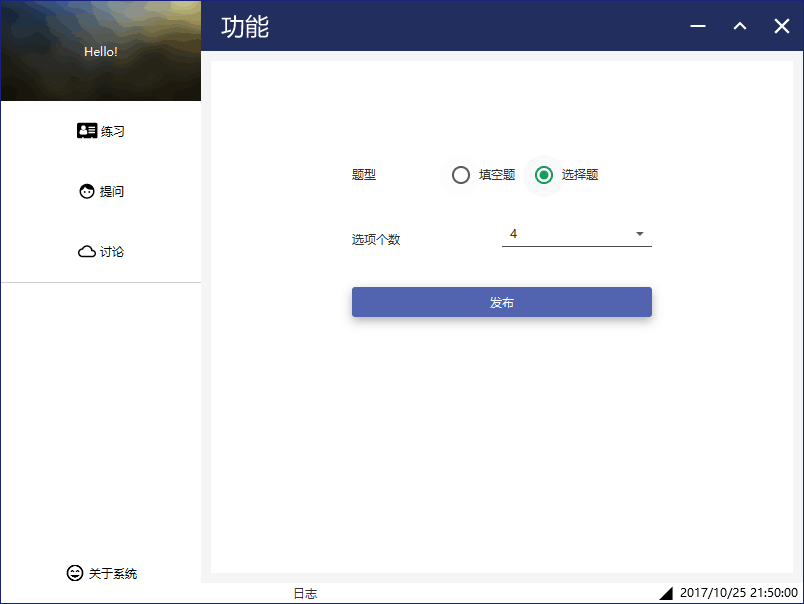 Hello!
功能
练习
提问
讨论
题型 填空题 选择题
选项个数 4
发布
关于系统
日志 2017/10/25 21:50:00